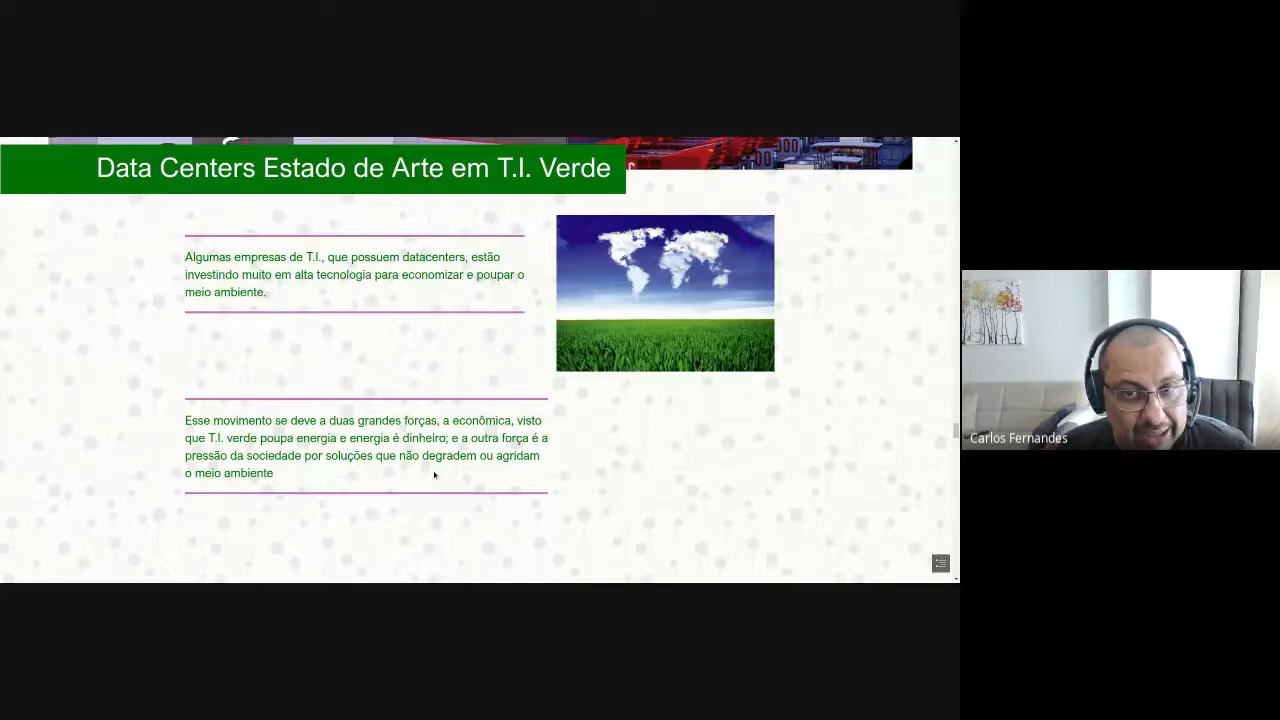 Data Centers Estado de Arte em T.I. Verde
Algumas empresas de T.I., que possuem datacenters, estão
investindo muito em alta tecnologia para economizar e poupar o
meio ambiente.
Esse movimento se deve a duas grandes forças, a econômica, visto
que T.I. verde poupa energia e energia é dinheiro; e a outra força é a
pressão da sociedade por soluções que não degradem ou agridam
o meio ambiente
Carlos Fernandes